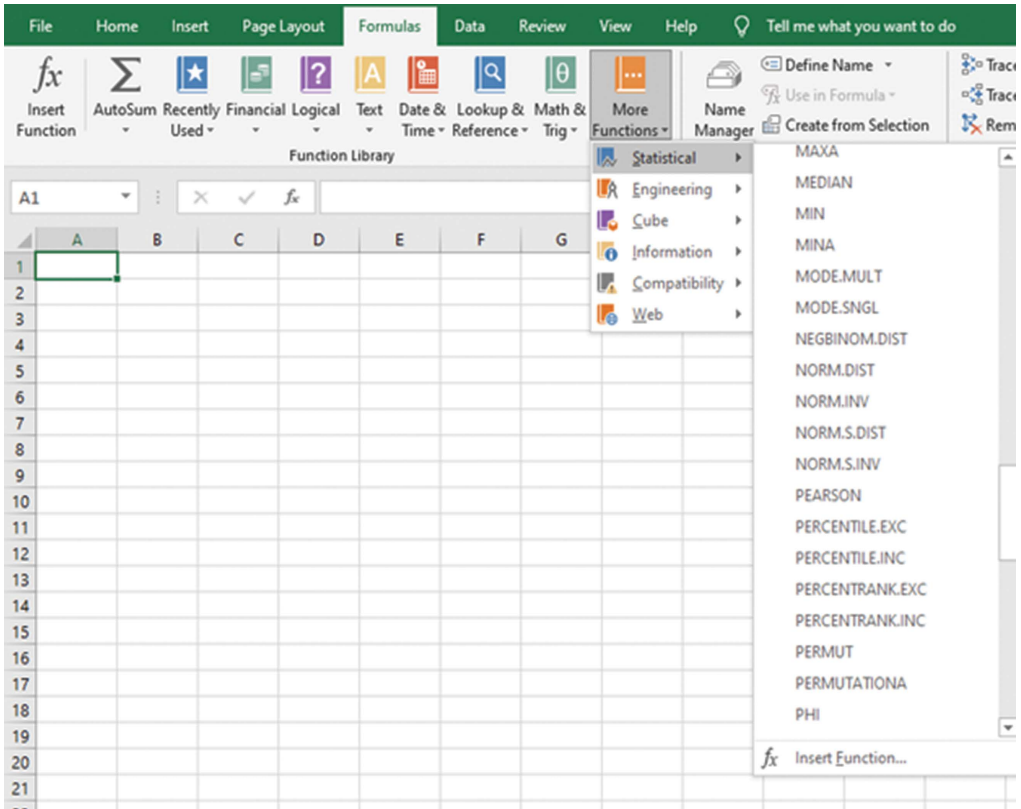 File Home Insert Page Layout Formulas Data Review View Help Tell me what you want to do
fx Σ ? A θ
Insert Function AutoSum Recently Used Financial Logical Text Date & Time Lookup & Reference Math & Trig More Functions Name Manager
Define Name
Use in Formula
Create from Selection
Trace
Trace
Rem
Function Library
A1 fx
A B C D E F G
1
2
3
4
5
6
7
8
9
10
11
12
13
14
15
16
17
18
19
20
21
Statistical
Engineering
Cube
Information
Compatibility
Web
MAXA
MEDIAN
MIN
MINA
MODE.MULT
MODE.SNGL
NEGBINOM.DIST
NORM.DIST
NORM.INV
NORM.S.DIST
NORM.S.INV
PEARSON
PERCENTILE.EXC
PERCENTILE.INC
PERCENTRANK.EXC
PERCENTRANK.INC
PERMUT
PERMUTATIONA
PHI
fx Insert Function...